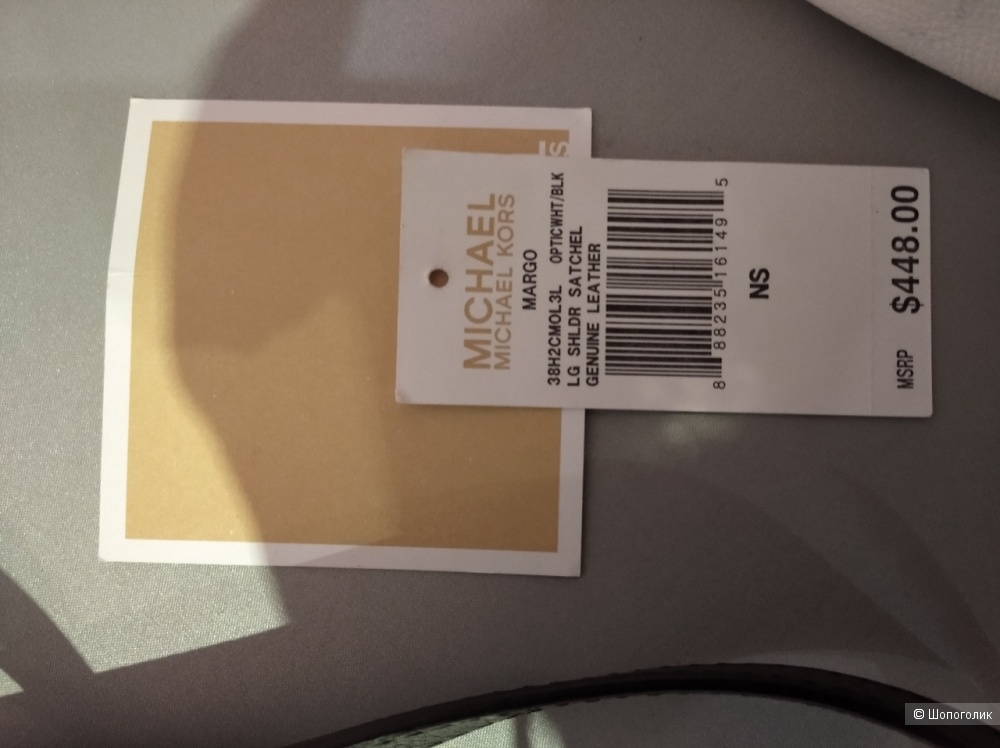 MICHAEL
MICHAEL KORS
MARGO
38H2CMOL3L OPTICWHT/BLK
LG SHLDR SATCHEL
GENUINE LEATHER
8 88235 16149 5
NS
MSRP $448.00
© Шопоголик